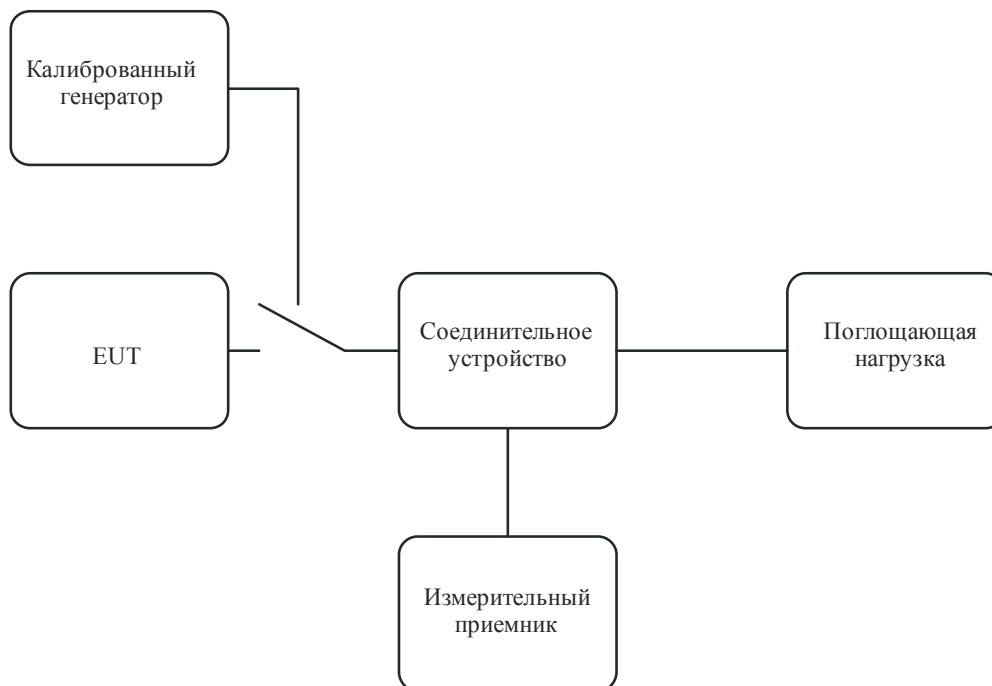 Калиброванный
генератор
EUT
Соединительное
устройство
Поглощающая
нагрузка
Измерительный
приемник